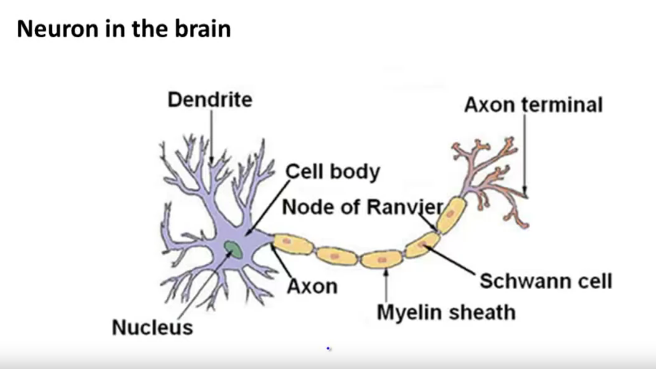 Neuron in the brain
Dendrite
Axon terminal
Cell body
Node of Ranvier
Schwann cell
Axon
Myelin sheath
Nucleus